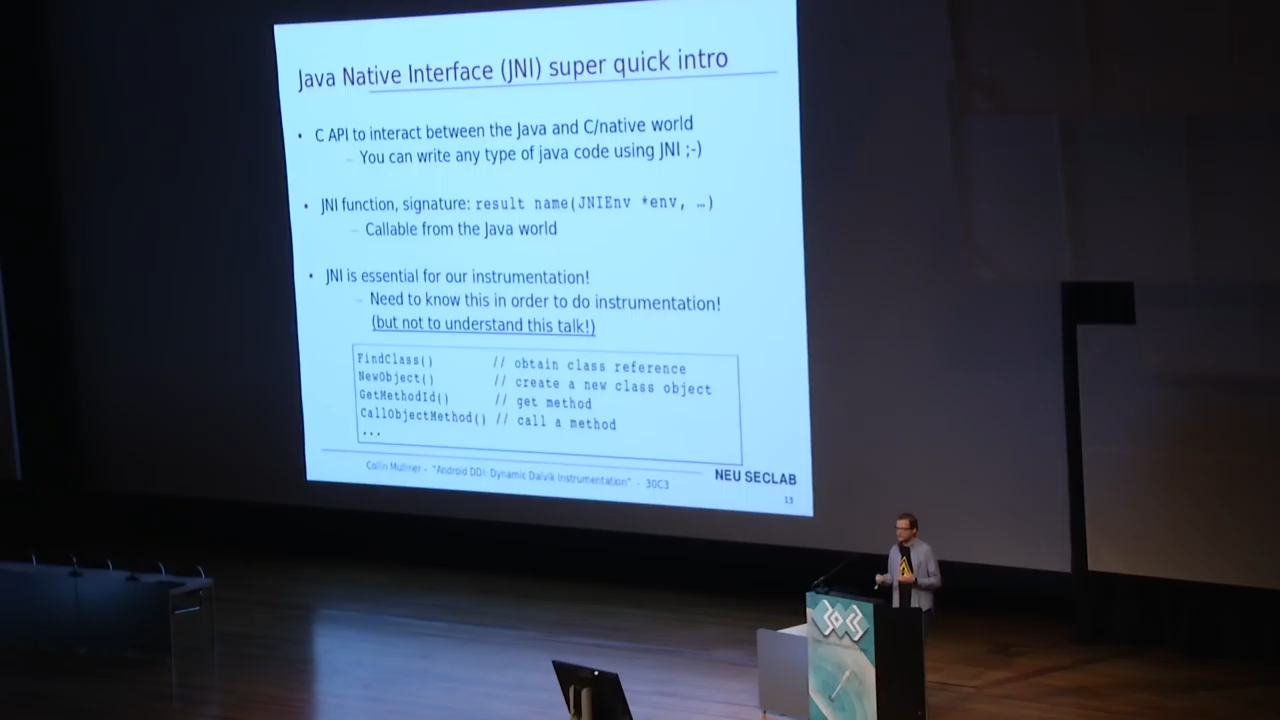 Java Native Interface (JNI) super quick intro
• C API to interact between the Java and C/native world
– You can write any type of java code using JNI ;-)
• JNI function, signature: result name(JNIEnv *env, …)
– Callable from the Java world
• JNI is essential for our instrumentation!
– Need to know this in order to do instrumentation!
(but not to understand this talk!)
FindClass() // obtain class reference
NewObject() // create a new class object
GetMethodId() // get method
CallObjectMethod() // call a method
...
Collin Mulliner - "Android DDI: Dynamic Dalvik Instrumentation" - 30C3
NEU SECLAB
13
30C3